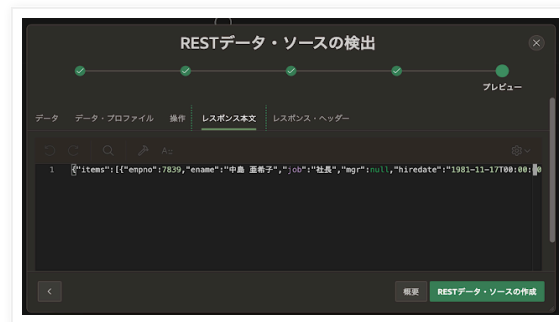 RESTデータ・ソースの検出
プレビュー
データ データ・プロファイル 操作 レスポンス本文 レスポンス・ヘッダー
1 {"items":[{"empno":7839,"ename":"中島 亜希子","job":"社長","mgr":null,"hiredate":"1981-11-17T00:00:00
概要 RESTデータ・ソースの作成